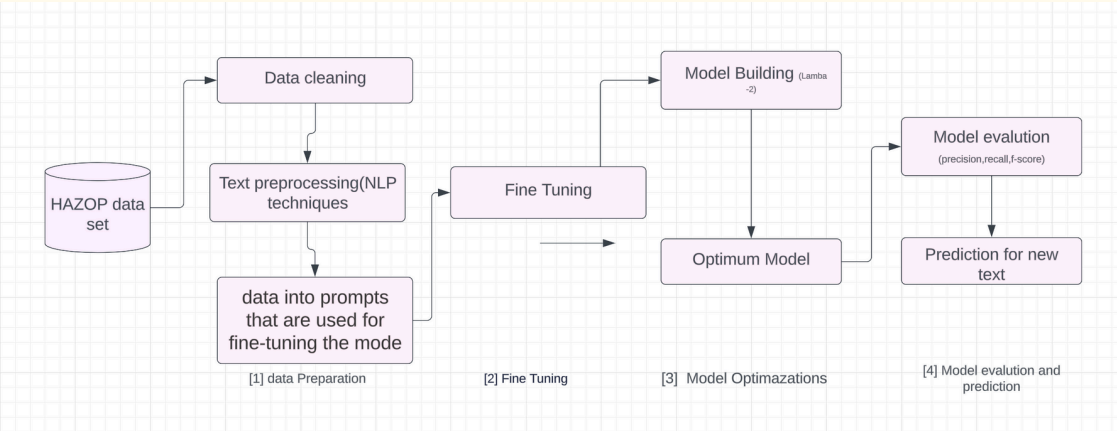 HAZOP data
set
Data cleaning
Text preprocessing(NLP
techniques
data into prompts
that are used for
fine-tuning the mode
[1] data Preparation
Fine Tuning
[2] Fine Tuning
Model Building (Lamba
-2)
Optimum Model
[3] Model Optimazations
Model evalution
(precision,recall,f-score)
Prediction for new
text
[4] Model evalution and
prediction